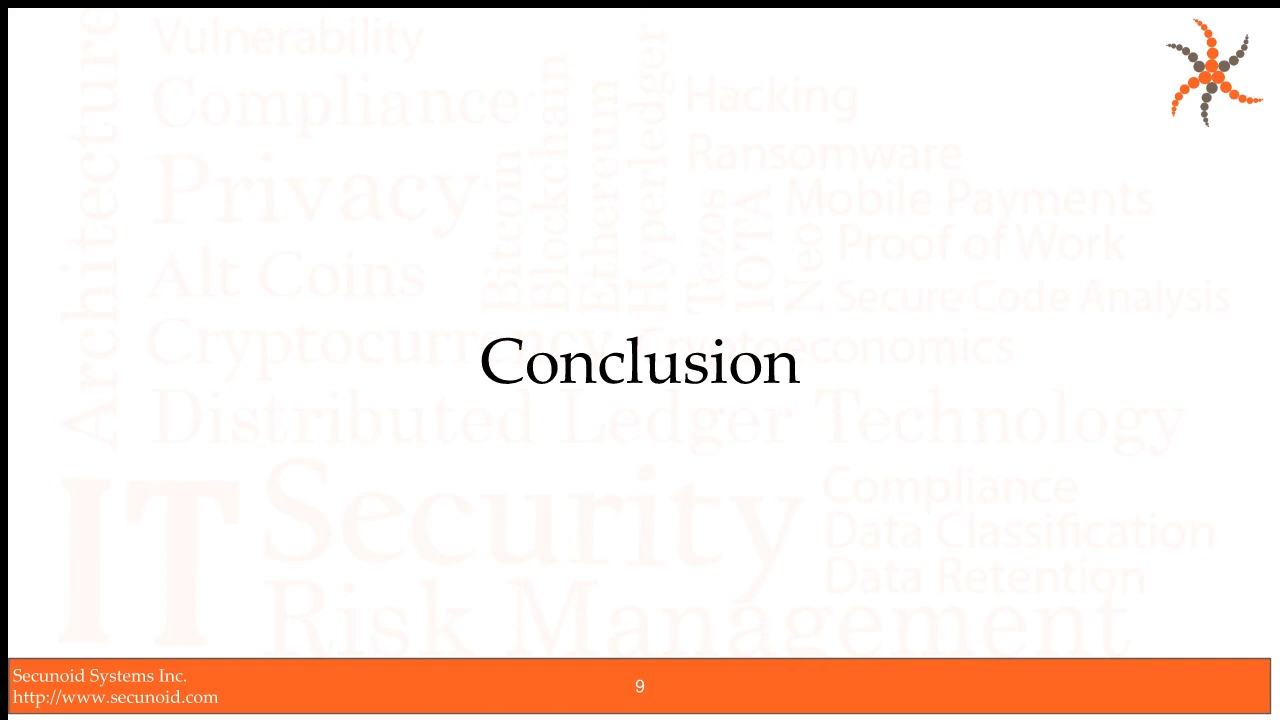 Architecture
Vulnerability
Compliance
Privacy
Alt Coins
Bitcoin
Blockchain
Ethereum
Hyperledger
Hacking
Ransomware
Tezos
IOTA
Neo
Mobile Payments
Proof of Work
Secure Code Analysis
Cryptocurrency
Cryptoeconomics
Conclusion
Distributed Ledger Technology
IT
Security
Compliance
Data Classification
Data Retention
Risk Management
Secunoid Systems Inc.
http://www.secunoid.com
9